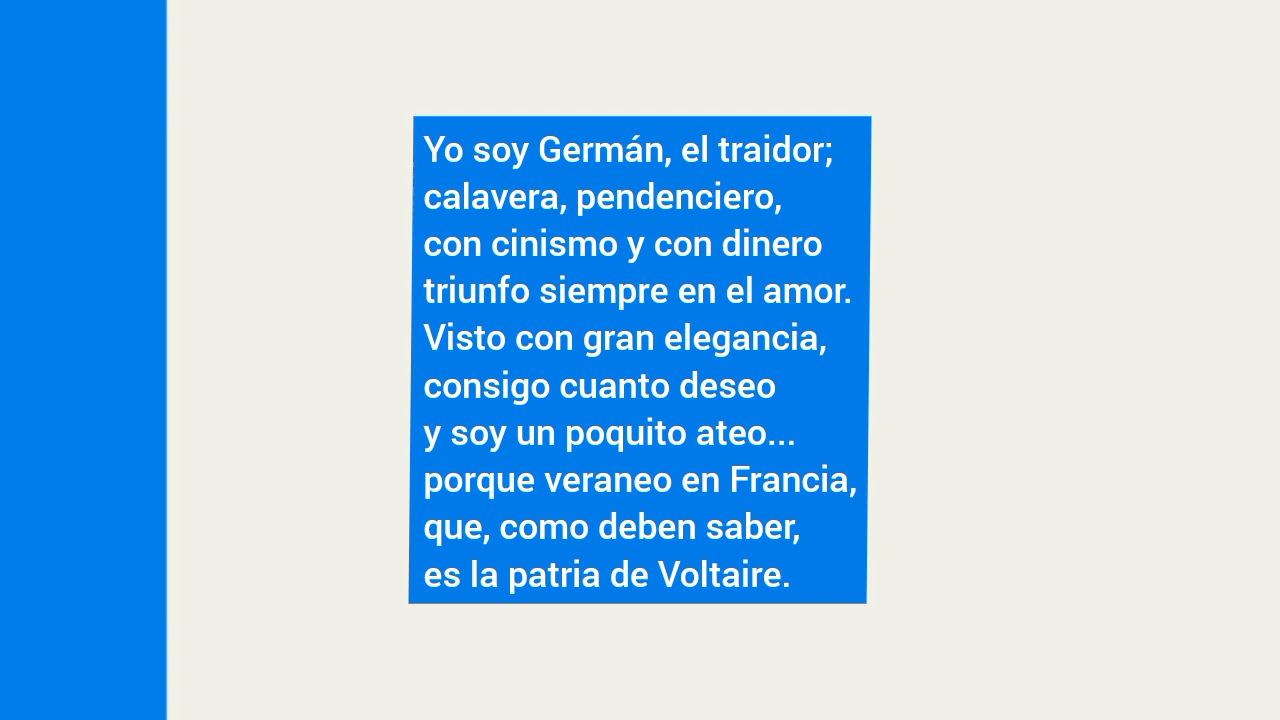 Yo soy Germán, el traidor;
calavera, pendenciero,
con cinismo y con dinero
triunfo siempre en el amor.
Visto con gran elegancia,
consigo cuanto deseo
y soy un poquito ateo...
porque veraneo en Francia,
que, como deben saber,
es la patria de Voltaire.